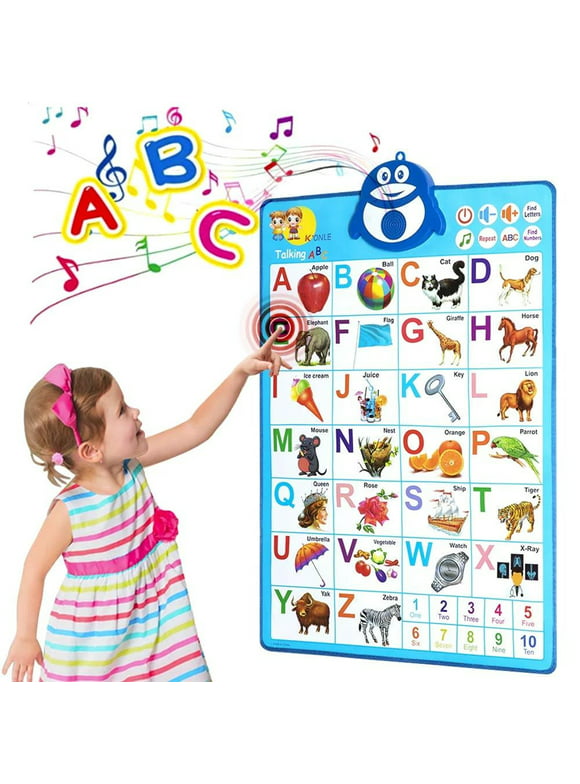 A B C
K ONLE
Talking ABC
Find Letters
Repeat
ABC
Find Numbers
A Apple
B Ball
C Cat
D Dog
Elephant
F Flag
G Giraffe
H Horse
I Ice cream
J Juice
K Key
L Lion
M Mouse
N Nest
O Orange
P Parrot
Q Queen
R Rose
S Ship
T Tiger
U Umbrella
V Vegetable
W Watch
X X-Ray
Y Yak
Z Zebra
1 One
2 Two
3 Three
4 Four
5 Five
6 Six
7 Seven
8 Eight
9 Nine
10 Ten